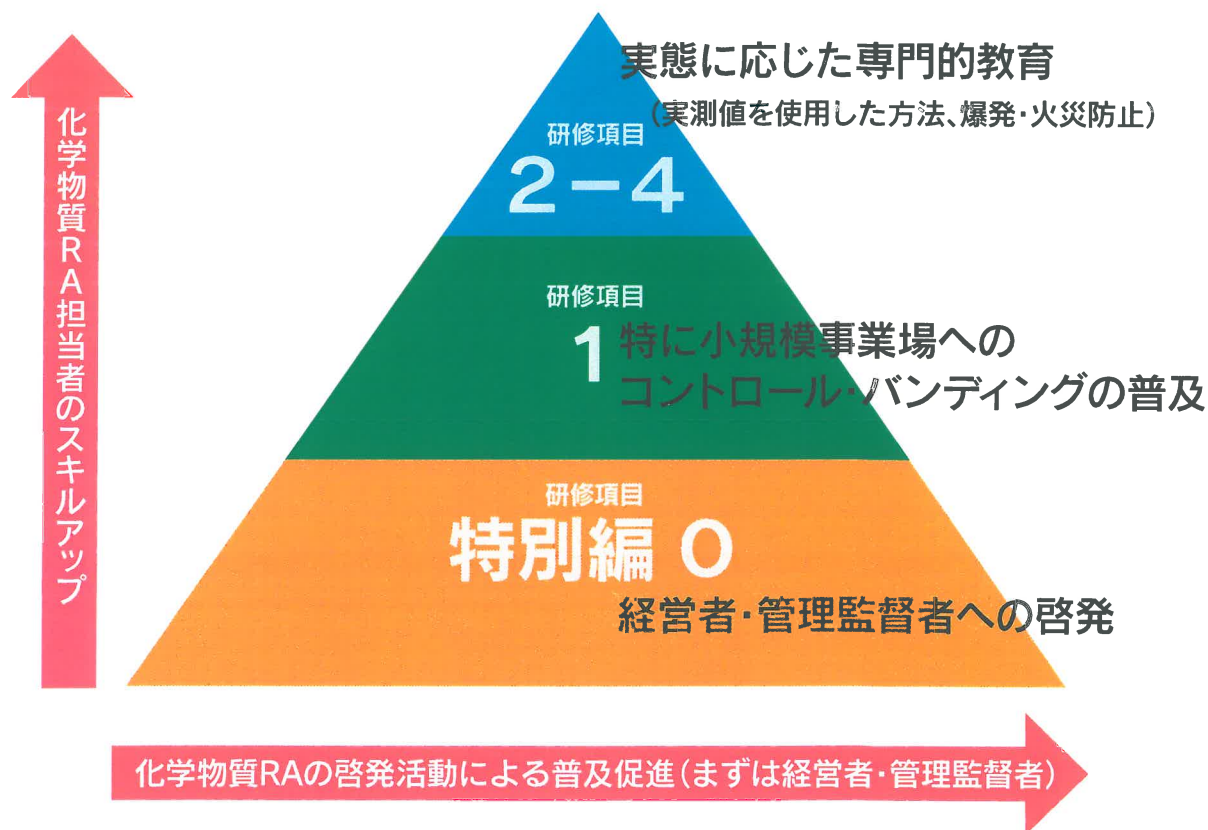 実態に応じた専門的教育
（実測値を使用した方法、爆発・火災防止）
研修項目
2－4
研修項目
1
特に小規模事業場への
コントロール・バンディングの普及
研修項目
特別編 0
経営者・管理監督者への啓発
化学物質RA担当者のスキルアップ
化学物質RAの啓発活動による普及促進（まずは経営者・管理監督者）